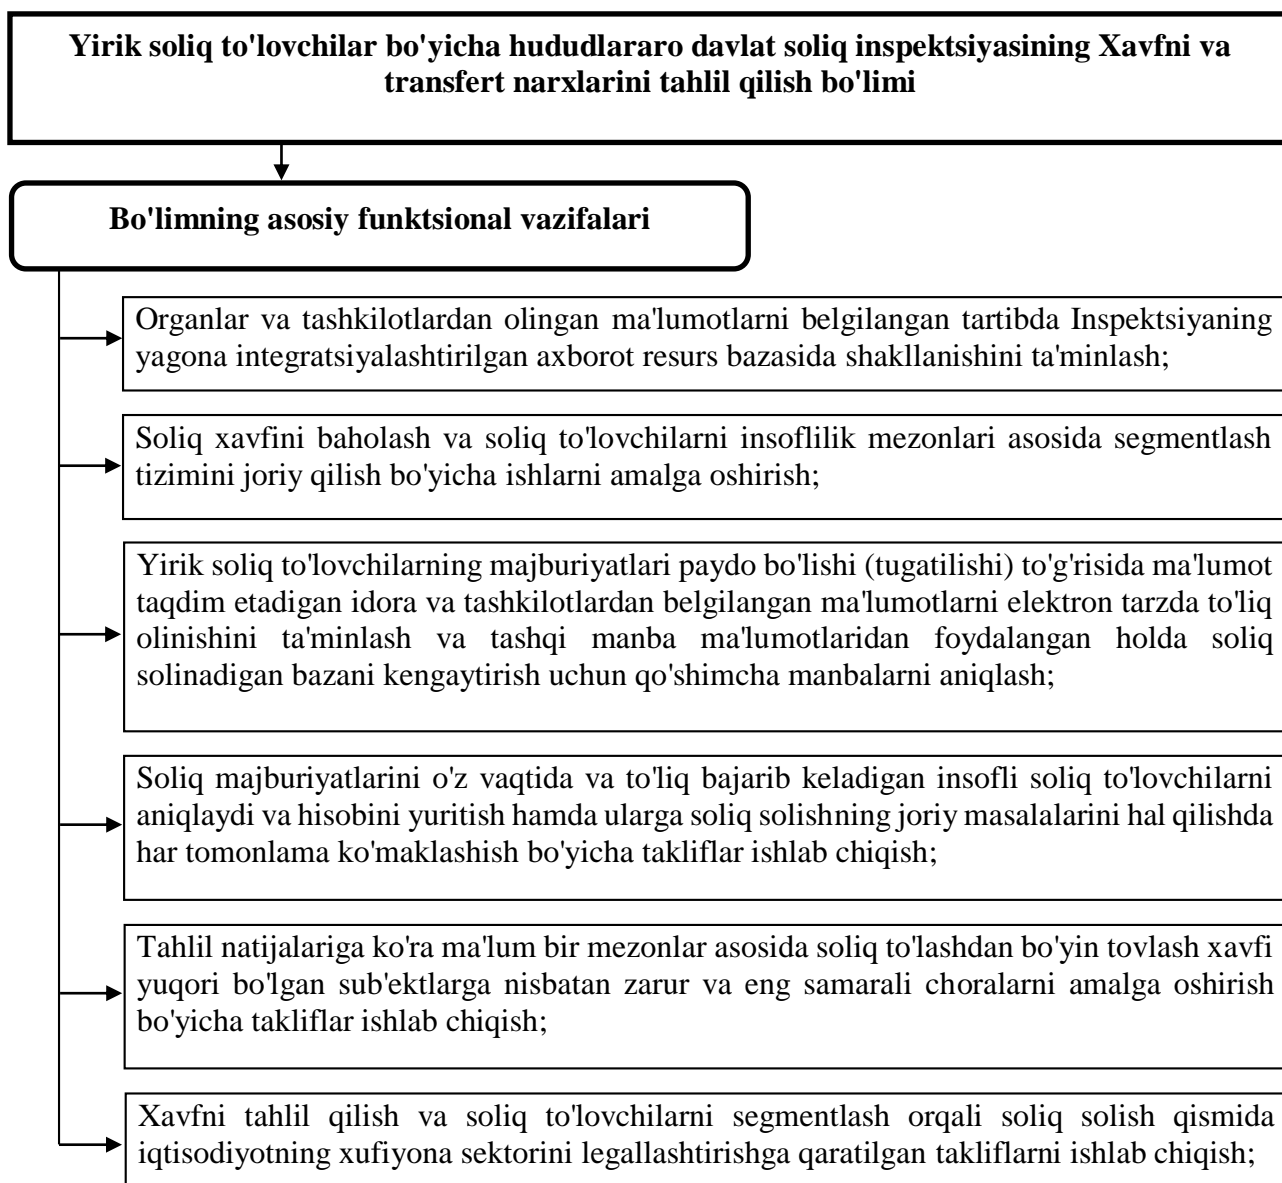 Yirik soliq to'lovchilar bo'yicha hududlararo davlat soliq inspektsiyasining Xavfni va
transfert narxlarini tahlil qilish bo'limi
Bo'limning asosiy funktsional vazifalari
Organlar va tashkilotlardan olingan ma'lumotlarni belgilangan tartibda Inspektsiyaning
yagona integratsiyalashtirilgan axborot resurs bazasida shakllanishini ta'minlash;
Soliq xavfini baholash va soliq to'lovchilarni insoflilik mezonlari asosida segmentlash
tizimini joriy qilish bo'yicha ishlarni amalga oshirish;
Yirik soliq to'lovchilarning majburiyatlari paydo bo'lishi (tugatilishi) to'g'risida ma'lumot
taqdim etadigan idora va tashkilotlardan belgilangan ma'lumotlarni elektron tarzda to'liq
olinishini ta'minlash va tashqi manba ma'lumotlaridan foydalangan holda soliq
solinadigan bazani kengaytirish uchun qo'shimcha manbalarni aniqlash;
Soliq majburiyatlarini o'z vaqtida va to'liq bajarib keladigan insofli soliq to'lovchilarni
aniqlaydi va hisobini yuritish hamda ularga soliq solishning joriy masalalarini hal qilishda
har tomonlama ko'maklashish bo'yicha takliflar ishlab chiqish;
Tahlil natijalariga ko'ra ma'lum bir mezonlar asosida soliq to'lashdan bo'yin tovlash xavfi
yuqori bo'lgan sub'ektlarga nisbatan zarur va eng samarali choralarni amalga oshirish
bo'yicha takliflar ishlab chiqish;
Xavfni tahlil qilish va soliq to'lovchilarni segmentlash orqali soliq solish qismida
iqtisodiyotning xufiyona sektorini legallashtirishga qaratilgan takliflarni ishlab chiqish;